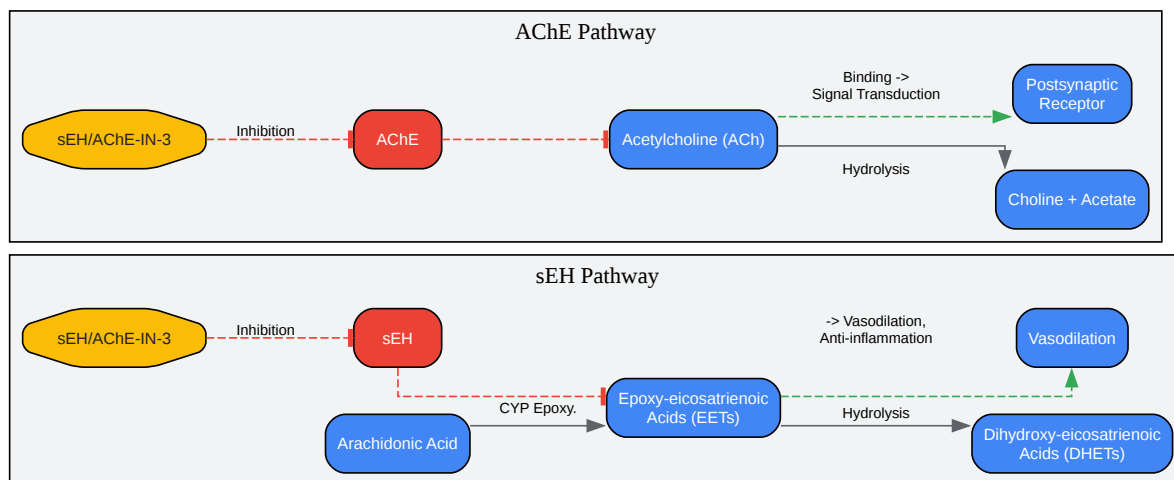 AChE Pathway
sEH/AChE-IN-3
Inhibition
AChE
Acetylcholine (ACh)
Binding ->
Signal Transduction
Postsynaptic
Receptor
Hydrolysis
Choline + Acetate
sEH Pathway
sEH/AChE-IN-3
Inhibition
sEH
-> Vasodilation,
Anti-inflammation
Vasodilation
Arachidonic Acid
CYP Epoxy.
Epoxy-eicosatrienoic
Acids (EETs)
Hydrolysis
Dihydroxy-eicosatrienoic
Acids (DHETs)